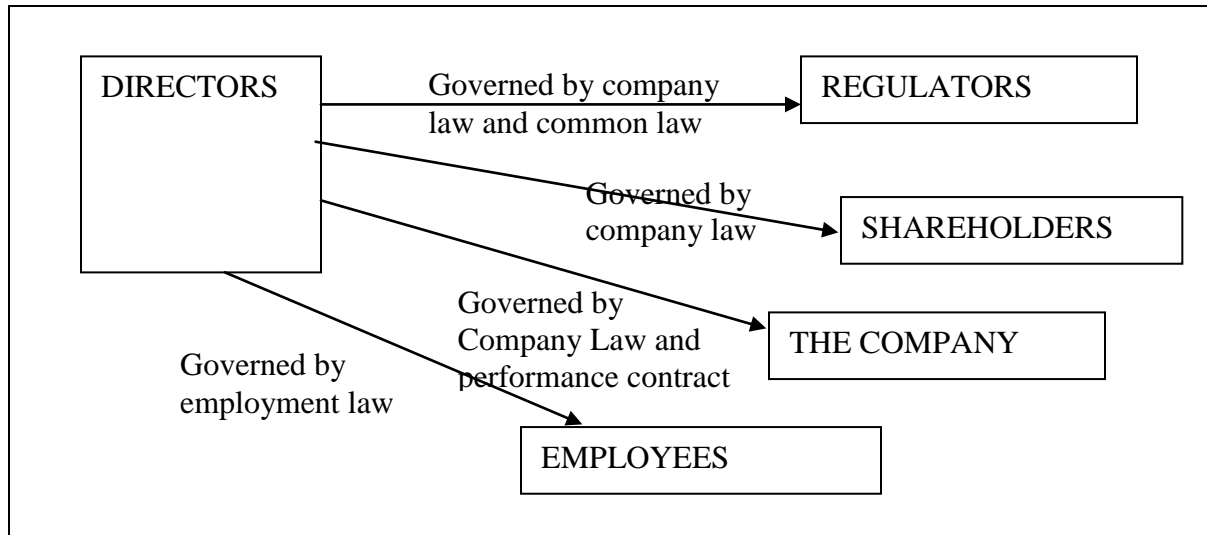 DIRECTORS
Governed by company
law and common law
REGULATORS
Governed by
company law
SHAREHOLDERS
Governed by
Company Law and
performance contract
THE COMPANY
Governed by
employment law
EMPLOYEES